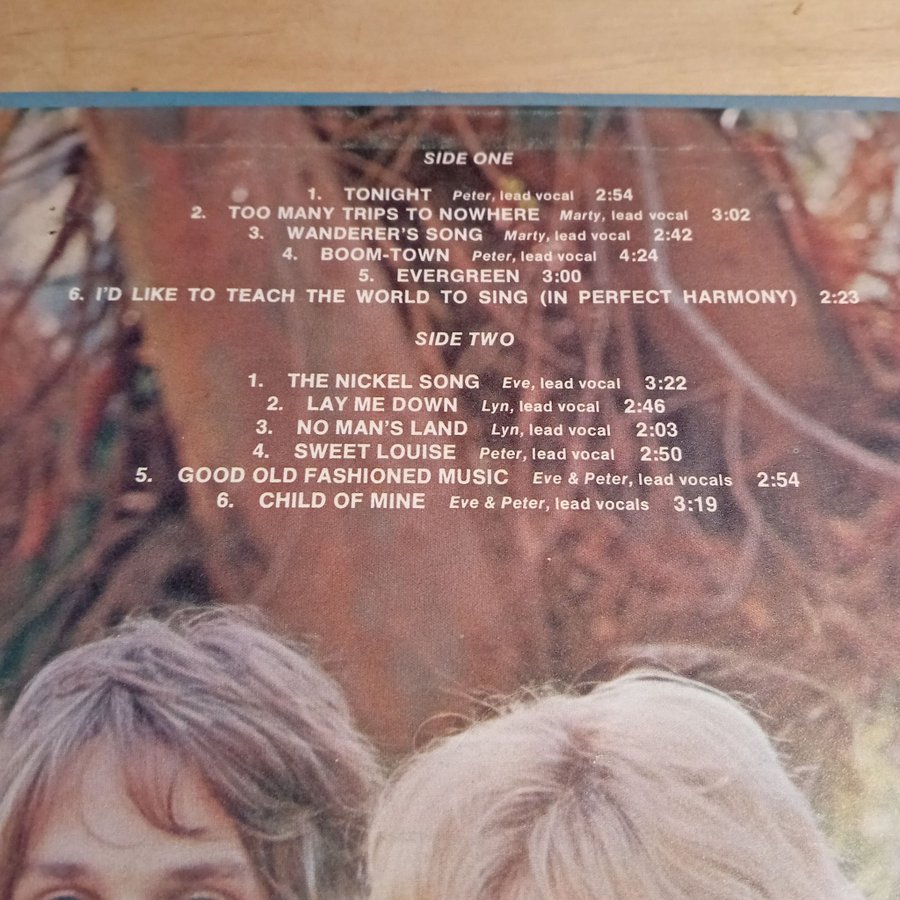 SIDE ONE
1. TONIGHT Peter, lead vocal 2:54
2. TOO MANY TRIPS TO NOWHERE Marty, lead vocal 3:02
3. WANDERER'S SONG Marty, lead vocal 2:42
4. BOOM-TOWN Peter, lead vocal 4:24
5. EVERGREEN 3:00
6. I'D LIKE TO TEACH THE WORLD TO SING (IN PERFECT HARMONY) 2:23
SIDE TWO
1. THE NICKEL SONG Eve, lead vocal 3:22
2. LAY ME DOWN Lyn, lead vocal 2:46
3. NO MAN'S LAND Lyn, lead vocal 2:03
4. SWEET LOUISE Peter, lead vocal 2:50
5. GOOD OLD FASHIONED MUSIC Eve & Peter, lead vocals 2:54
6. CHILD OF MINE Eve & Peter, lead vocals 3:19